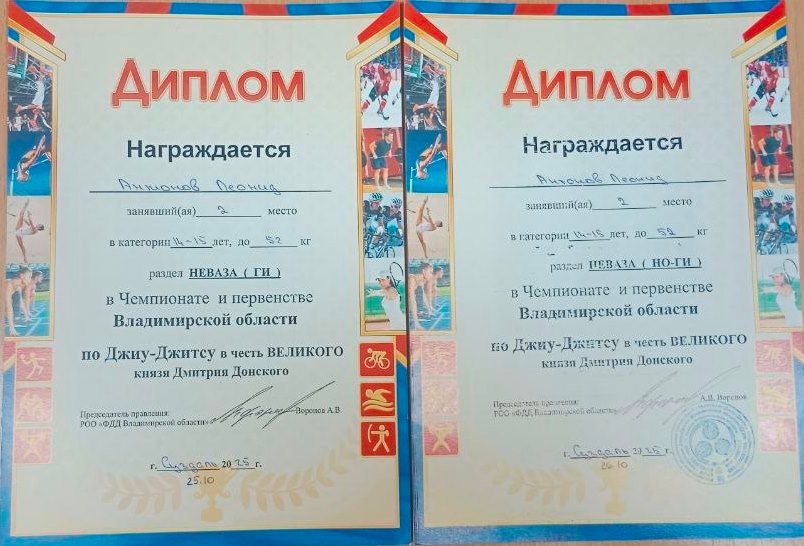 ДИПЛОМ
Награждается
Антонов Леонид
занявший(ая) 2 место
в категории 14-15 лет, до 52 кг
раздел НЕВАЗА ( ГИ )
в Чемпионате и первенстве
Владимирской области
по Джиу-Джитсу в честь ВЕЛИКОГО
князя Дмитрия Донского
Председатель правления:
РОО «ФДД Владимирской области» Воронов А.В.
г. Суздаль 2025 г.
25.10
ДИПЛОМ
Награждается
Антонов Леонид
занявший(ая) 2 место
в категории 14-15 лет, до 52 кг
раздел НЕВАЗА ( НО-ГИ )
в Чемпионате и первенстве
Владимирской области
по Джиу-Джитсу в честь ВЕЛИКОГО
князя Дмитрия Донского
Председатель правления: А.В. Воронов
РОО «ФДД Владимирской области»
г. Суздаль 2025 г.
26.10